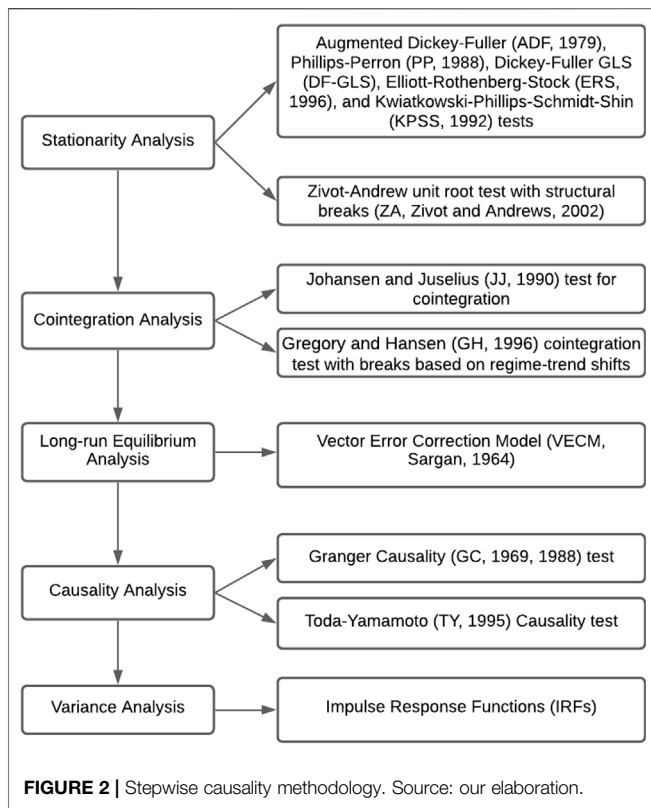 Augmented Dickey-Fuller (ADF, 1979),
Phillips-Perron (PP, 1988), Dickey-Fuller GLS
(DF-GLS), Elliott-Rothenberg-Stock (ERS,
1996), and Kwiatkowski-Phillips-Schmidt-Shin
(KPSS, 1992) tests
Stationarity Analysis
Zivot-Andrew unit root test with structural
breaks (ZA, Zivot and Andrews, 2002)
Johansen and Juselius (JJ, 1990) test for
cointegration
Cointegration Analysis
Gregory and Hansen (GH, 1996) cointegration
test with breaks based on regime-trend shifts
Long-run Equilibrium
Analysis
Vector Error Correction Model (VECM,
Sargan, 1964)
Granger Causality (GC, 1969, 1988) test
Causality Analysis
Toda-Yamamoto (TY, 1995) Causality test
Variance Analysis
Impulse Response Functions (IRFs)
FIGURE 2 | Stepwise causality methodology. Source: our elaboration.